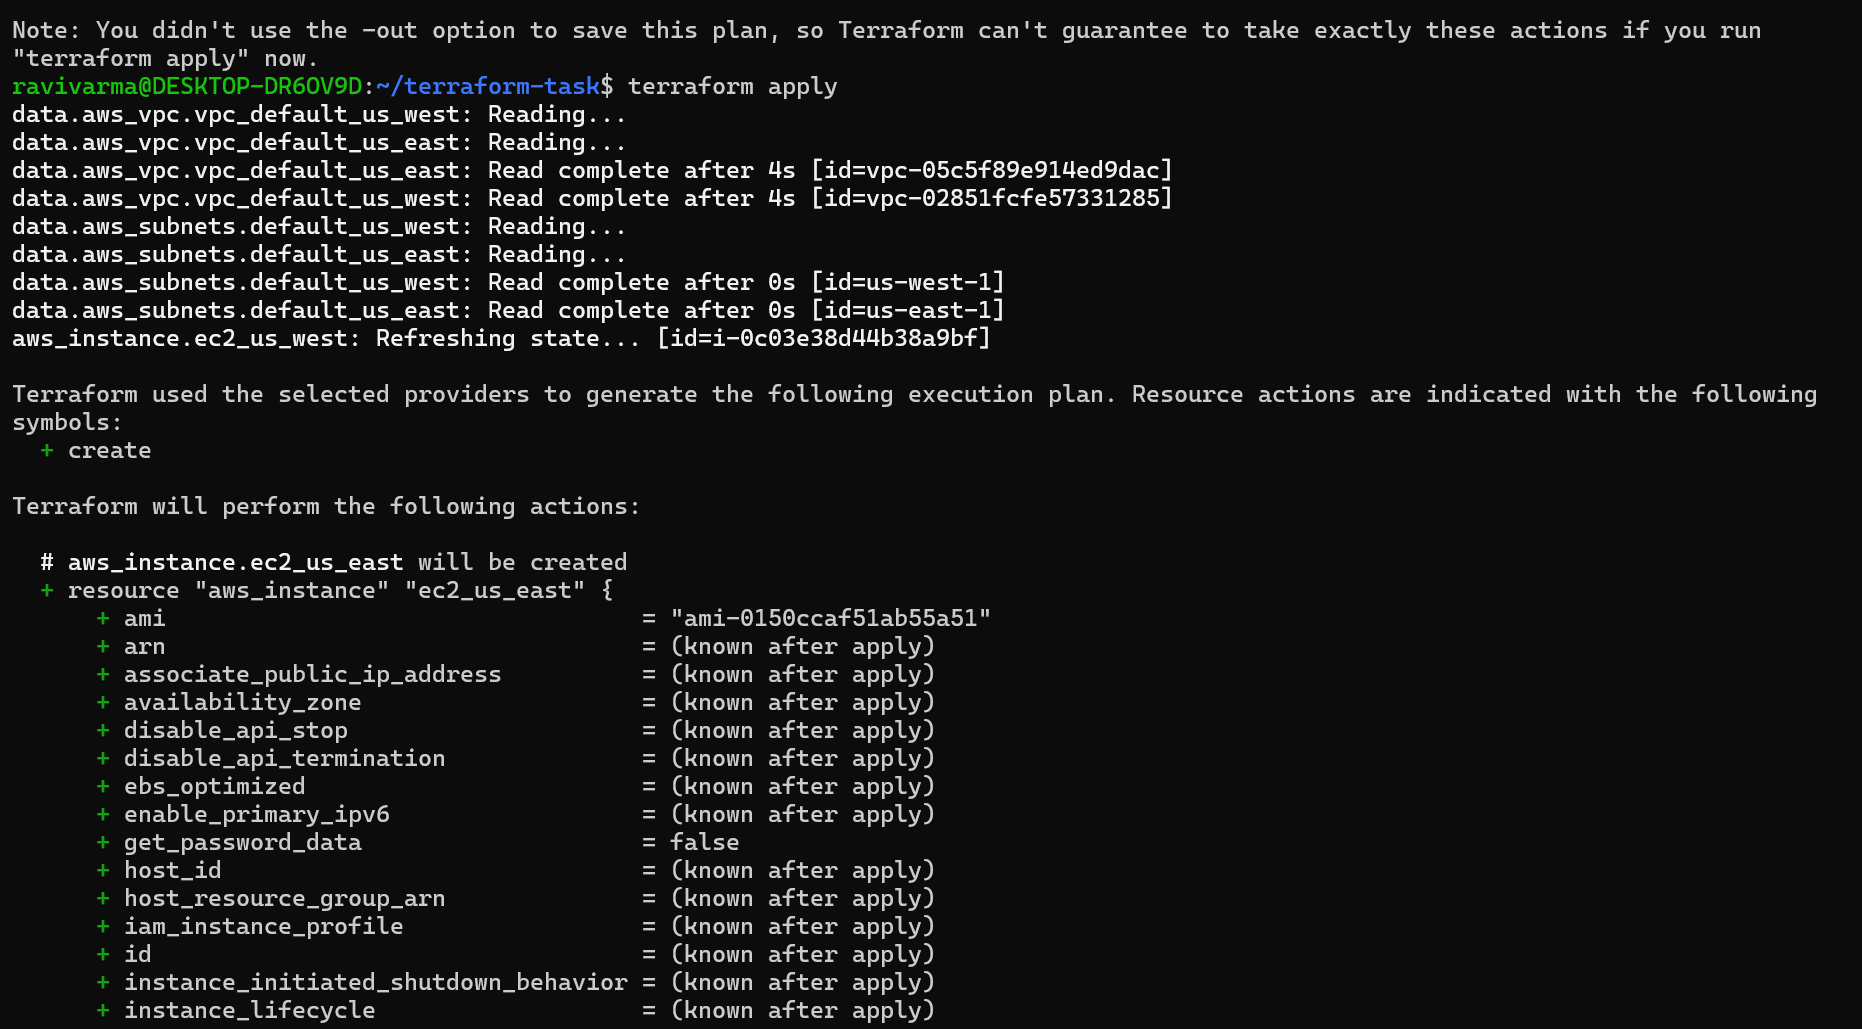 Note: You didn't use the -out option to save this plan, so Terraform can't guarantee to take exactly these actions if you run
"terraform apply" now.
ravivarma@DESKTOP-DR6OV9D:~/terraform-task$ terraform apply
data.aws_vpc.vpc_default_us_west: Reading...
data.aws_vpc.vpc_default_us_east: Reading...
data.aws_vpc.vpc_default_us_east: Read complete after 4s [id=vpc-05c5f89e914ed9dac]
data.aws_vpc.vpc_default_us_west: Read complete after 4s [id=vpc-02851fcfe57331285]
data.aws_subnets.default_us_west: Reading...
data.aws_subnets.default_us_east: Reading...
data.aws_subnets.default_us_west: Read complete after 0s [id=us-west-1]
data.aws_subnets.default_us_east: Read complete after 0s [id=us-east-1]
aws_instance.ec2_us_west: Refreshing state... [id=i-0c03e38d44b38a9bf]

Terraform used the selected providers to generate the following execution plan. Resource actions are indicated with the following
symbols:
  + create

Terraform will perform the following actions:

  # aws_instance.ec2_us_east will be created
  + resource "aws_instance" "ec2_us_east" {
      + ami                                  = "ami-0150ccaf51ab55a51"
      + arn                                  = (known after apply)
      + associate_public_ip_address          = (known after apply)
      + availability_zone                    = (known after apply)
      + disable_api_stop                     = (known after apply)
      + disable_api_termination              = (known after apply)
      + ebs_optimized                        = (known after apply)
      + enable_primary_ipv6                  = (known after apply)
      + get_password_data                    = false
      + host_id                              = (known after apply)
      + host_resource_group_arn              = (known after apply)
      + iam_instance_profile                 = (known after apply)
      + id                                   = (known after apply)
      + instance_initiated_shutdown_behavior = (known after apply)
      + instance_lifecycle                   = (known after apply)